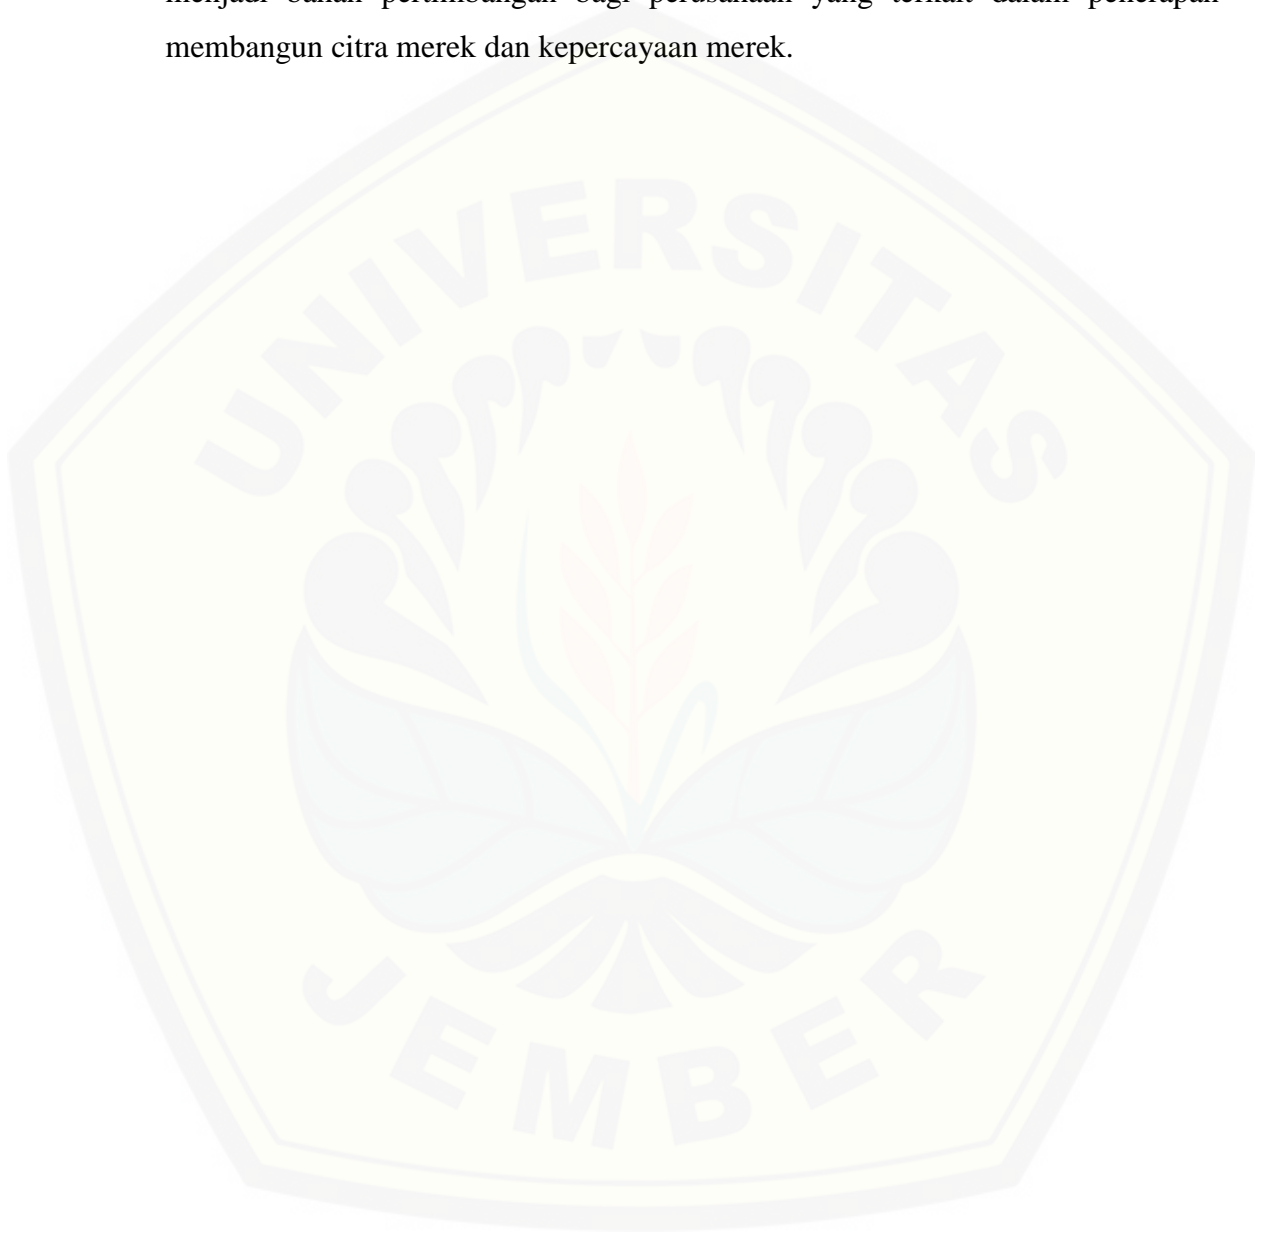 menjadi bahan pertimbangan bagi perusahaan yang terkait dalam penerapan
membangun citra merek dan kepercayaan merek.
UNIVERSITAS
JEMBER